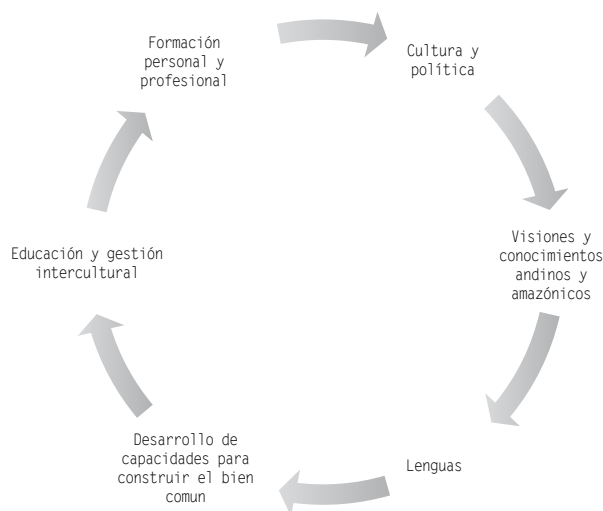 Formación
personal y
profesional
Cultura y
política
Visiones y
conocimientos
andinos y
amazónicos
Lenguas
Desarrollo de
capacidades para
construir el bien
comun
Educación y gestión
intercultural